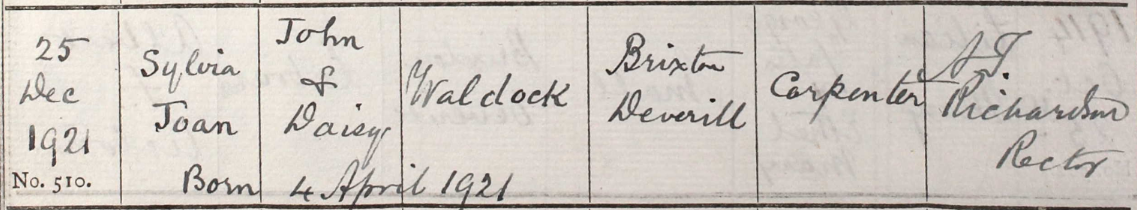 25
Dec
1921
No. 510.
Sylvia
Joan
Born 4 April 1921
John
&
Daisy
Waldock
Brixton
Deverill
Carpenter
A J
Richardson
Rector